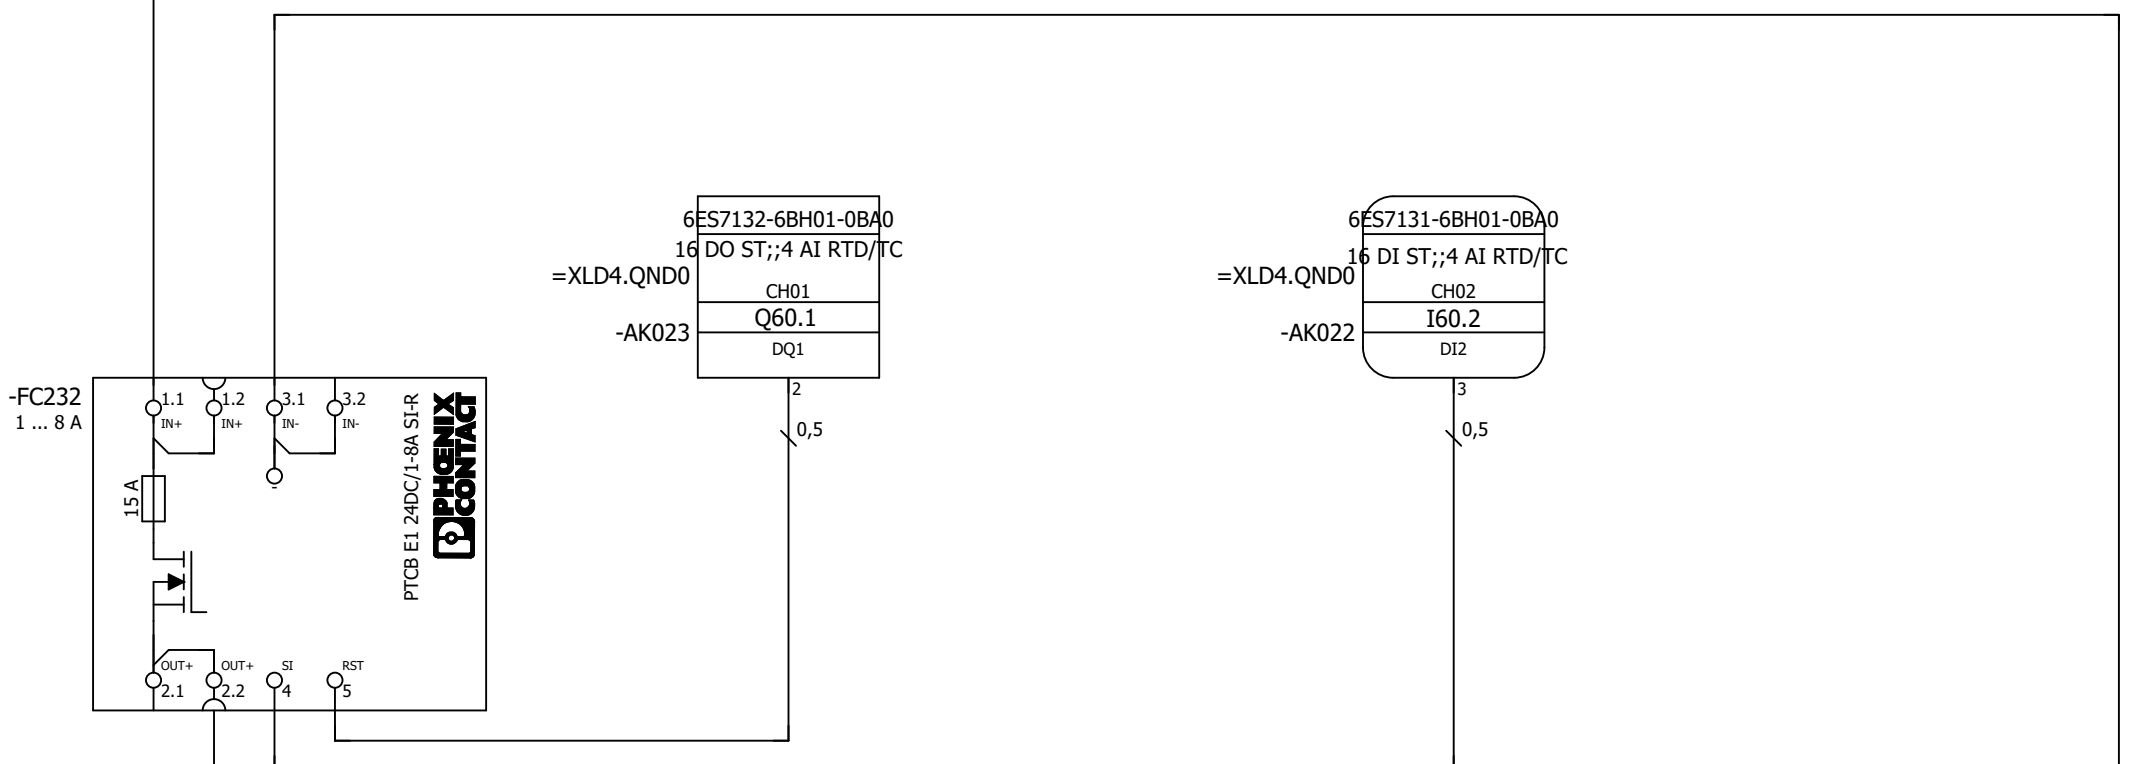 6ES7132-6BH01-0BA0
16 DO ST;;4 AI RTD/TC
=XLD4.QND0
CH01
Q60.1
-AK023
DQ1
2
0,5
6ES7131-6BH01-0BA0
16 DI ST;;4 AI RTD/TC
=XLD4.QND0
CH02
I60.2
-AK022
DI2
3
0,5
-FC232
1 ... 8 A
1.1
IN+
1.2
IN+
3.1
IN-
3.2
IN-
-
15 A
PTCB E1 24DC/1-8A SI-R
PHŒNIX
CONTACT
OUT+
2.1
OUT+
2.2
SI
4
RST
5